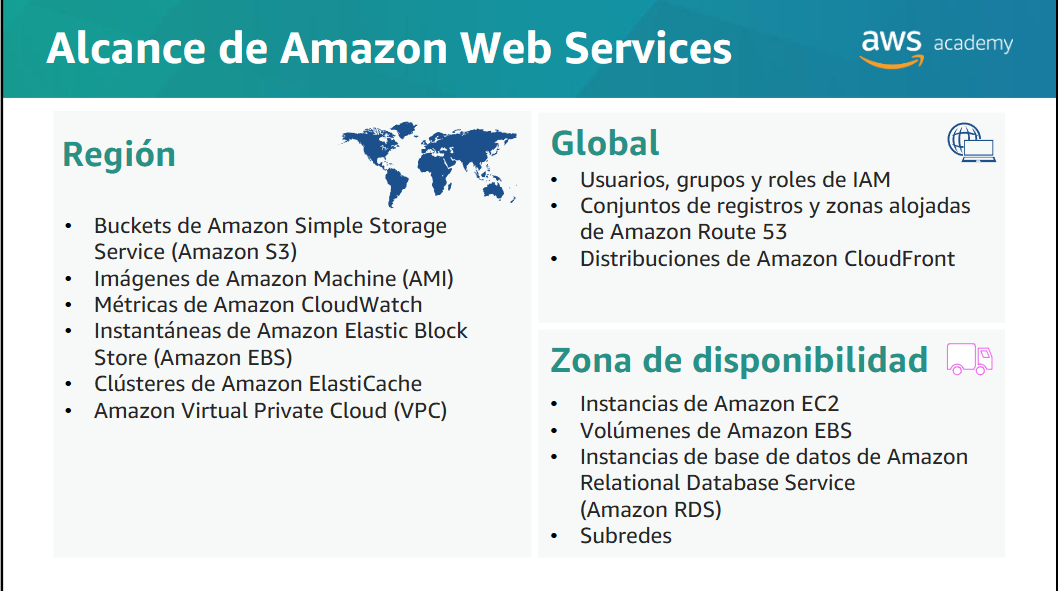 Alcance de Amazon Web Services
aws academy
Región
• Buckets de Amazon Simple Storage
Service (Amazon S3)
• Imágenes de Amazon Machine (AMI)
• Métricas de Amazon CloudWatch
• Instantáneas de Amazon Elastic Block
Store (Amazon EBS)
• Clústeres de Amazon ElastiCache
• Amazon Virtual Private Cloud (VPC)
Global
• Usuarios, grupos y roles de IAM
• Conjuntos de registros y zonas alojadas
de Amazon Route 53
• Distribuciones de Amazon CloudFront
Zona de disponibilidad
• Instancias de Amazon EC2
• Volúmenes de Amazon EBS
• Instancias de base de datos de Amazon
Relational Database Service
(Amazon RDS)
• Subredes